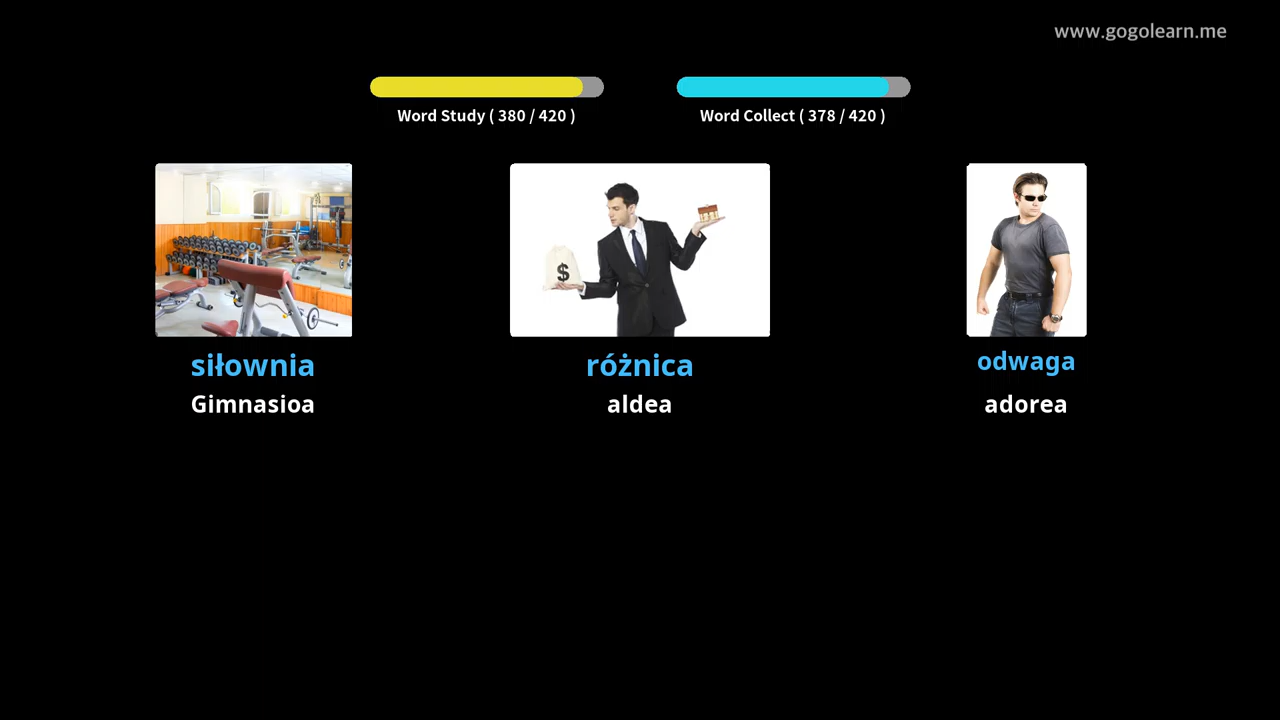 www.gogolearn.me
Word Study ( 380 / 420 )
Word Collect ( 378 / 420 )
$
siłownia
różnica
odwaga
Gimnasioa
aldea
adorea